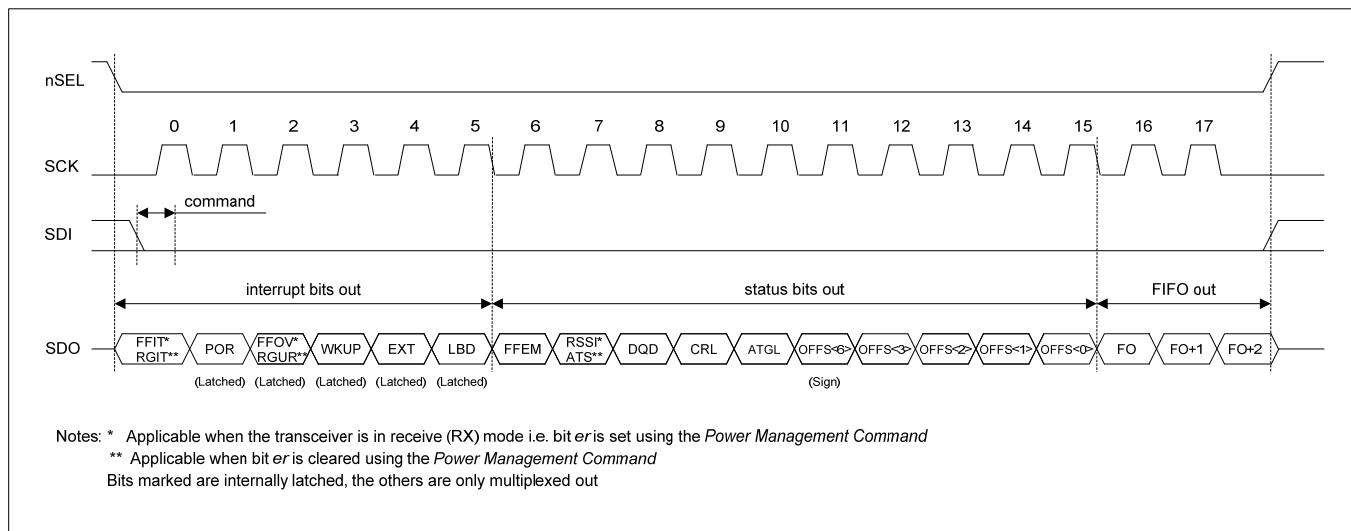 nSEL
0 1 2 3 4 5 6 7 8 9 10 11 12 13 14 15 16 17
SCK
command
SDI
interrupt bits out status bits out FIFO out
SDO
FFIT* RGIT** POR FFOV* RGUR** WKUP EXT LBD FFEM RSSI* ATS** DQD CRL ATGL OFFS<6> OFFS<3> OFFS<2> OFFS<1> OFFS<0> FO FO+1 FO+2
(Latched) (Latched) (Latched) (Latched) (Latched) (Sign)
Notes: * Applicable when the transceiver is in receive (RX) mode i.e. bit er is set using the Power Management Command
** Applicable when bit er is cleared using the Power Management Command
Bits marked are internally latched, the others are only multiplexed out